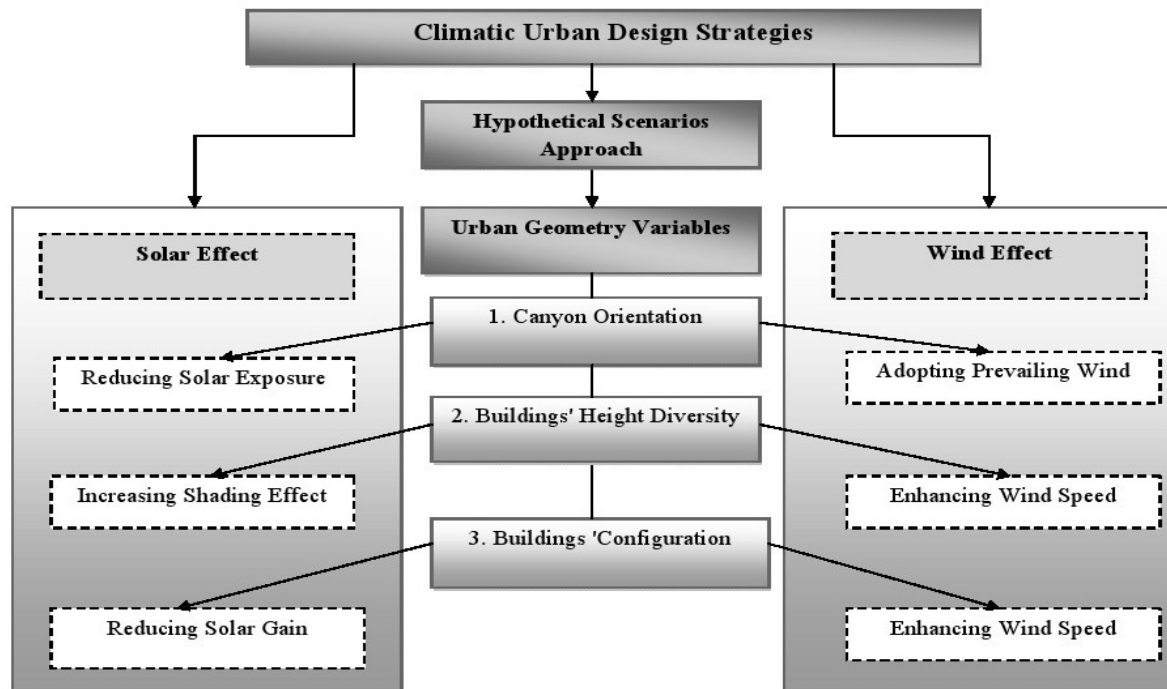 Climatic Urban Design Strategies
Hypothetical Scenarios
Approach
Urban Geometry Variables
Solar Effect
Wind Effect
1. Canyon Orientation
Reducing Solar Exposure
Adopting Prevailing Wind
2. Buildings' Height Diversity
Increasing Shading Effect
Enhancing Wind Speed
3. Buildings 'Configuration
Reducing Solar Gain
Enhancing Wind Speed